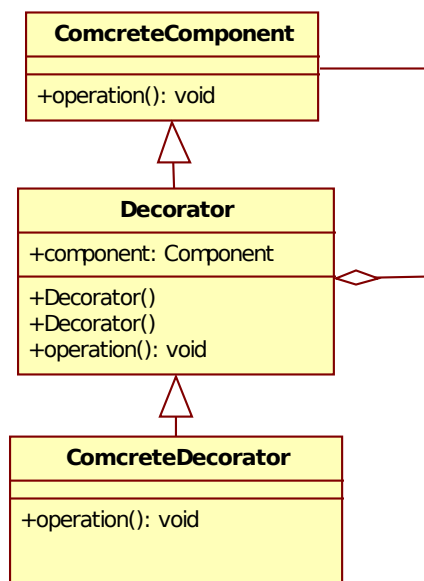 ComcreteComponent
+operation(): void
Decorator
+component: Component
+Decorator()
+Decorator()
+operation(): void
ComcreteDecorator
+operation(): void